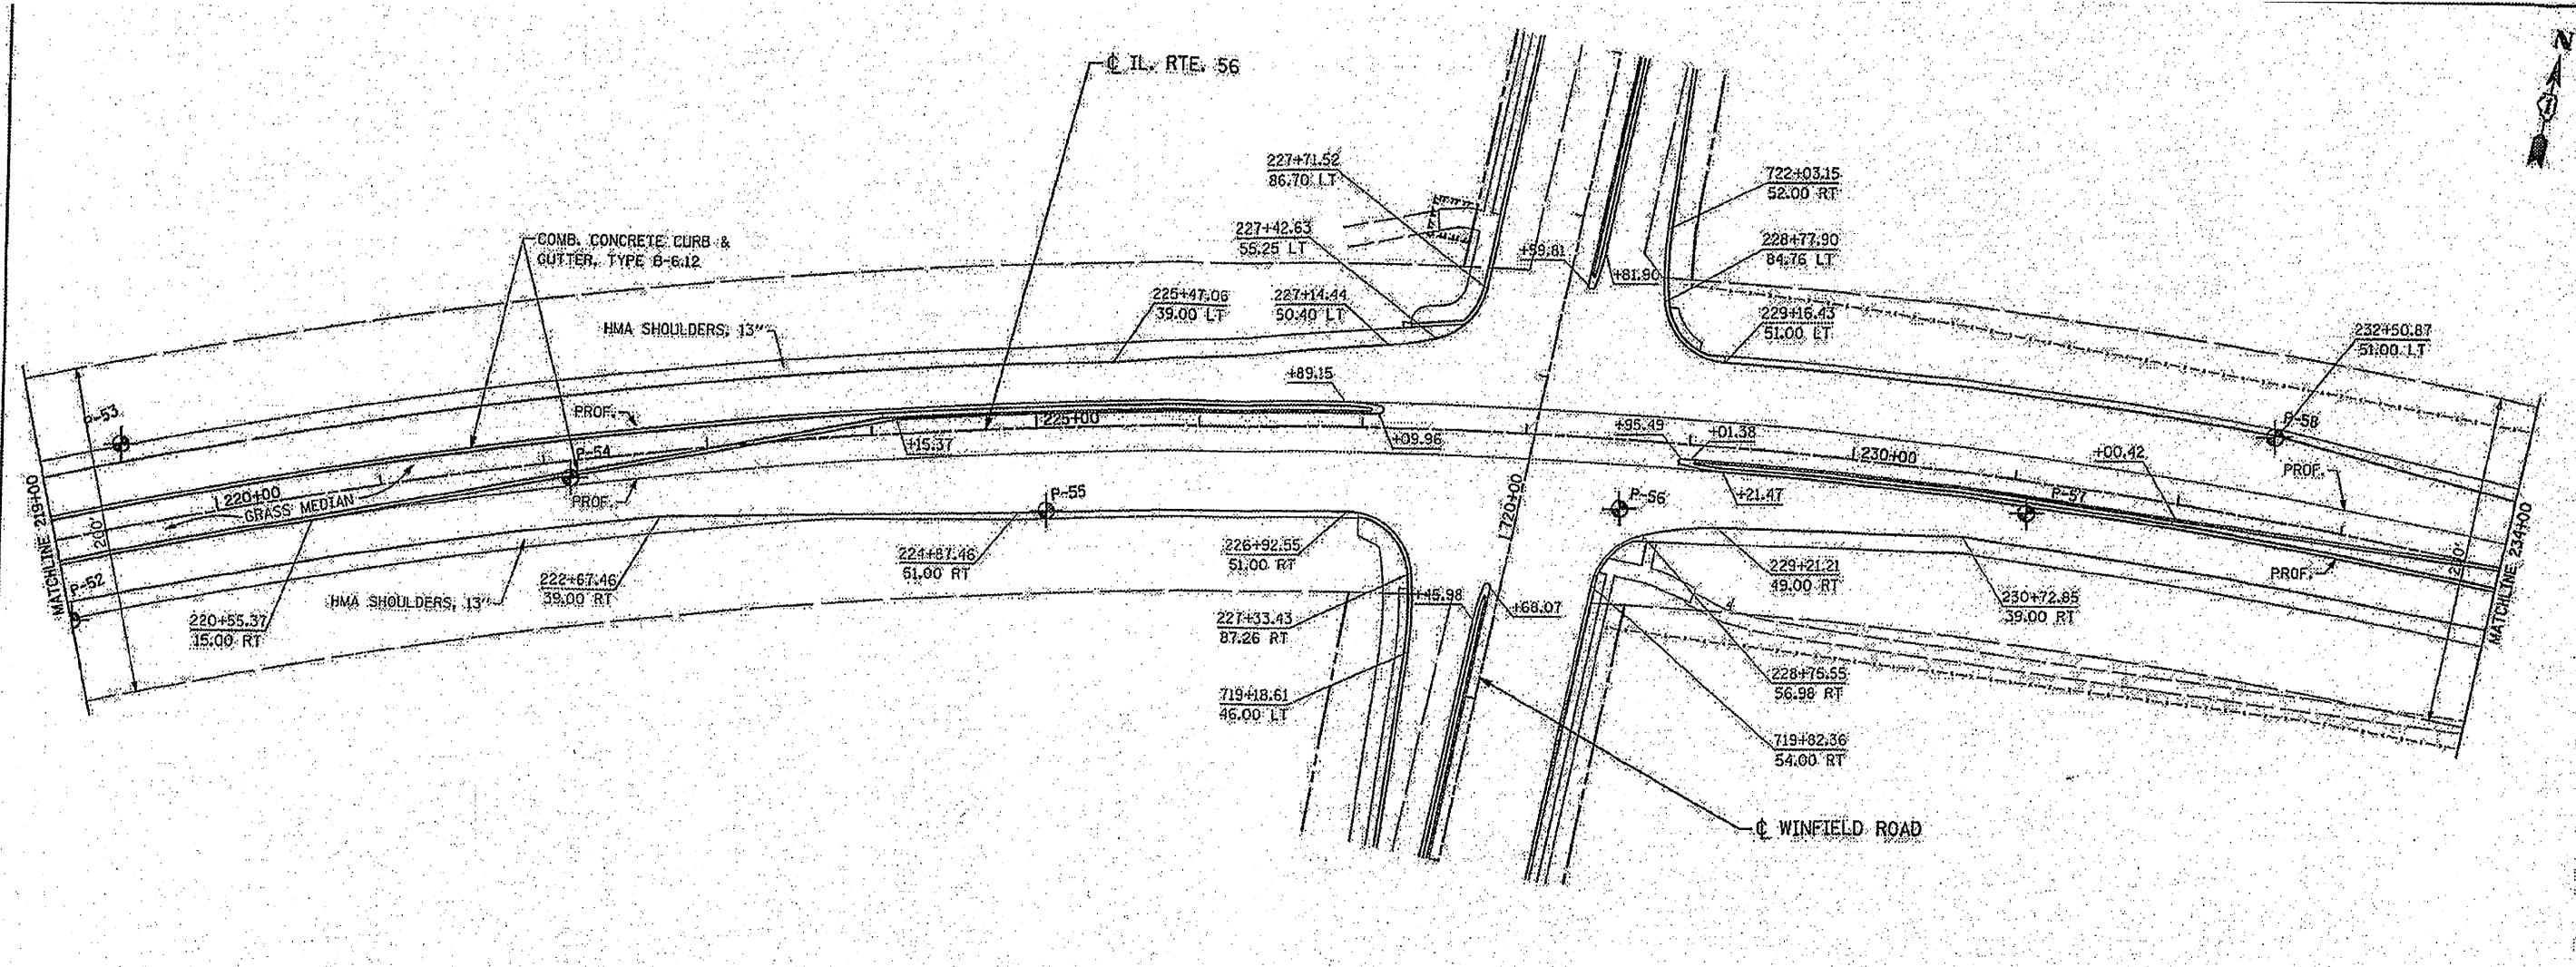 N
℄ IL. RTE. 56
227+71.52
86.70 LT
722+03.15
52.00 RT
227+42.63
55.25 LT
228+77.90
84.76 LT
COMB. CONCRETE CURB &
GUTTER, TYPE B-6.12
+59.81
+81.90
225+47.06
39.00 LT
227+14.44
50.40 LT
229+16.43
51.00 LT
HMA SHOULDERS, 13"
232+50.87
51.00 LT
+89.15
P-53
PROF.
225+00
+15.37
+09.96
+95.49
+01.38
230+00
+00.42
P-58
PROF.
P-54
220+00
GRASS MEDIAN
PROF.
P-55
720+00
P-56
+21.47
P-57
MATCHLINE 219+00
200'
224+87.46
51.00 RT
226+92.55
51.00 RT
229+21.21
49.00 RT
PROF.
200'
MATCHLINE 234+00
P-52
222+67.46
39.00 RT
HMA SHOULDERS, 13"
+45.98
+68.07
230+72.85
39.00 RT
220+55.37
15.00 RT
227+33.43
87.26 RT
228+75.55
56.98 RT
719+18.61
46.00 LT
719+82.36
54.00 RT
℄ WINFIELD ROAD